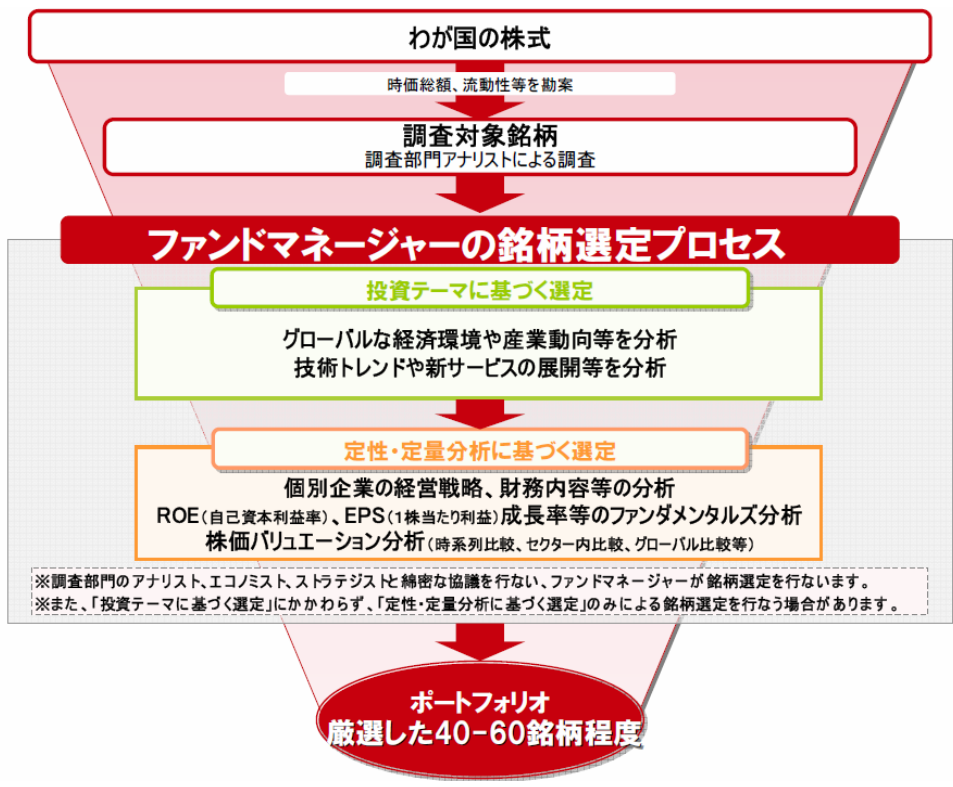 わが国の株式
時価総額、流動性等を勘案
調査対象銘柄
調査部門アナリストによる調査
ファンドマネージャーの銘柄選定プロセス
投資テーマに基づく選定
グローバルな経済環境や産業動向等を分析
技術トレンドや新サービスの展開等を分析
定性・定量分析に基づく選定
個別企業の経営戦略、財務内容等の分析
ROE(自己資本利益率)、EPS(1株当たり利益)成長率等のファンダメンタルズ分析
株価バリュエーション分析(時系列比較、セクター内比較、グローバル比較等)
※調査部門のアナリスト、エコノミスト、ストラテジストと綿密な協議を行ない、ファンドマネージャーが銘柄選定を行ないます。
※また、「投資テーマに基づく選定」にかかわらず、「定性・定量分析に基づく選定」のみによる銘柄選定を行なう場合があります。
ポートフォリオ
厳選した40-60銘柄程度